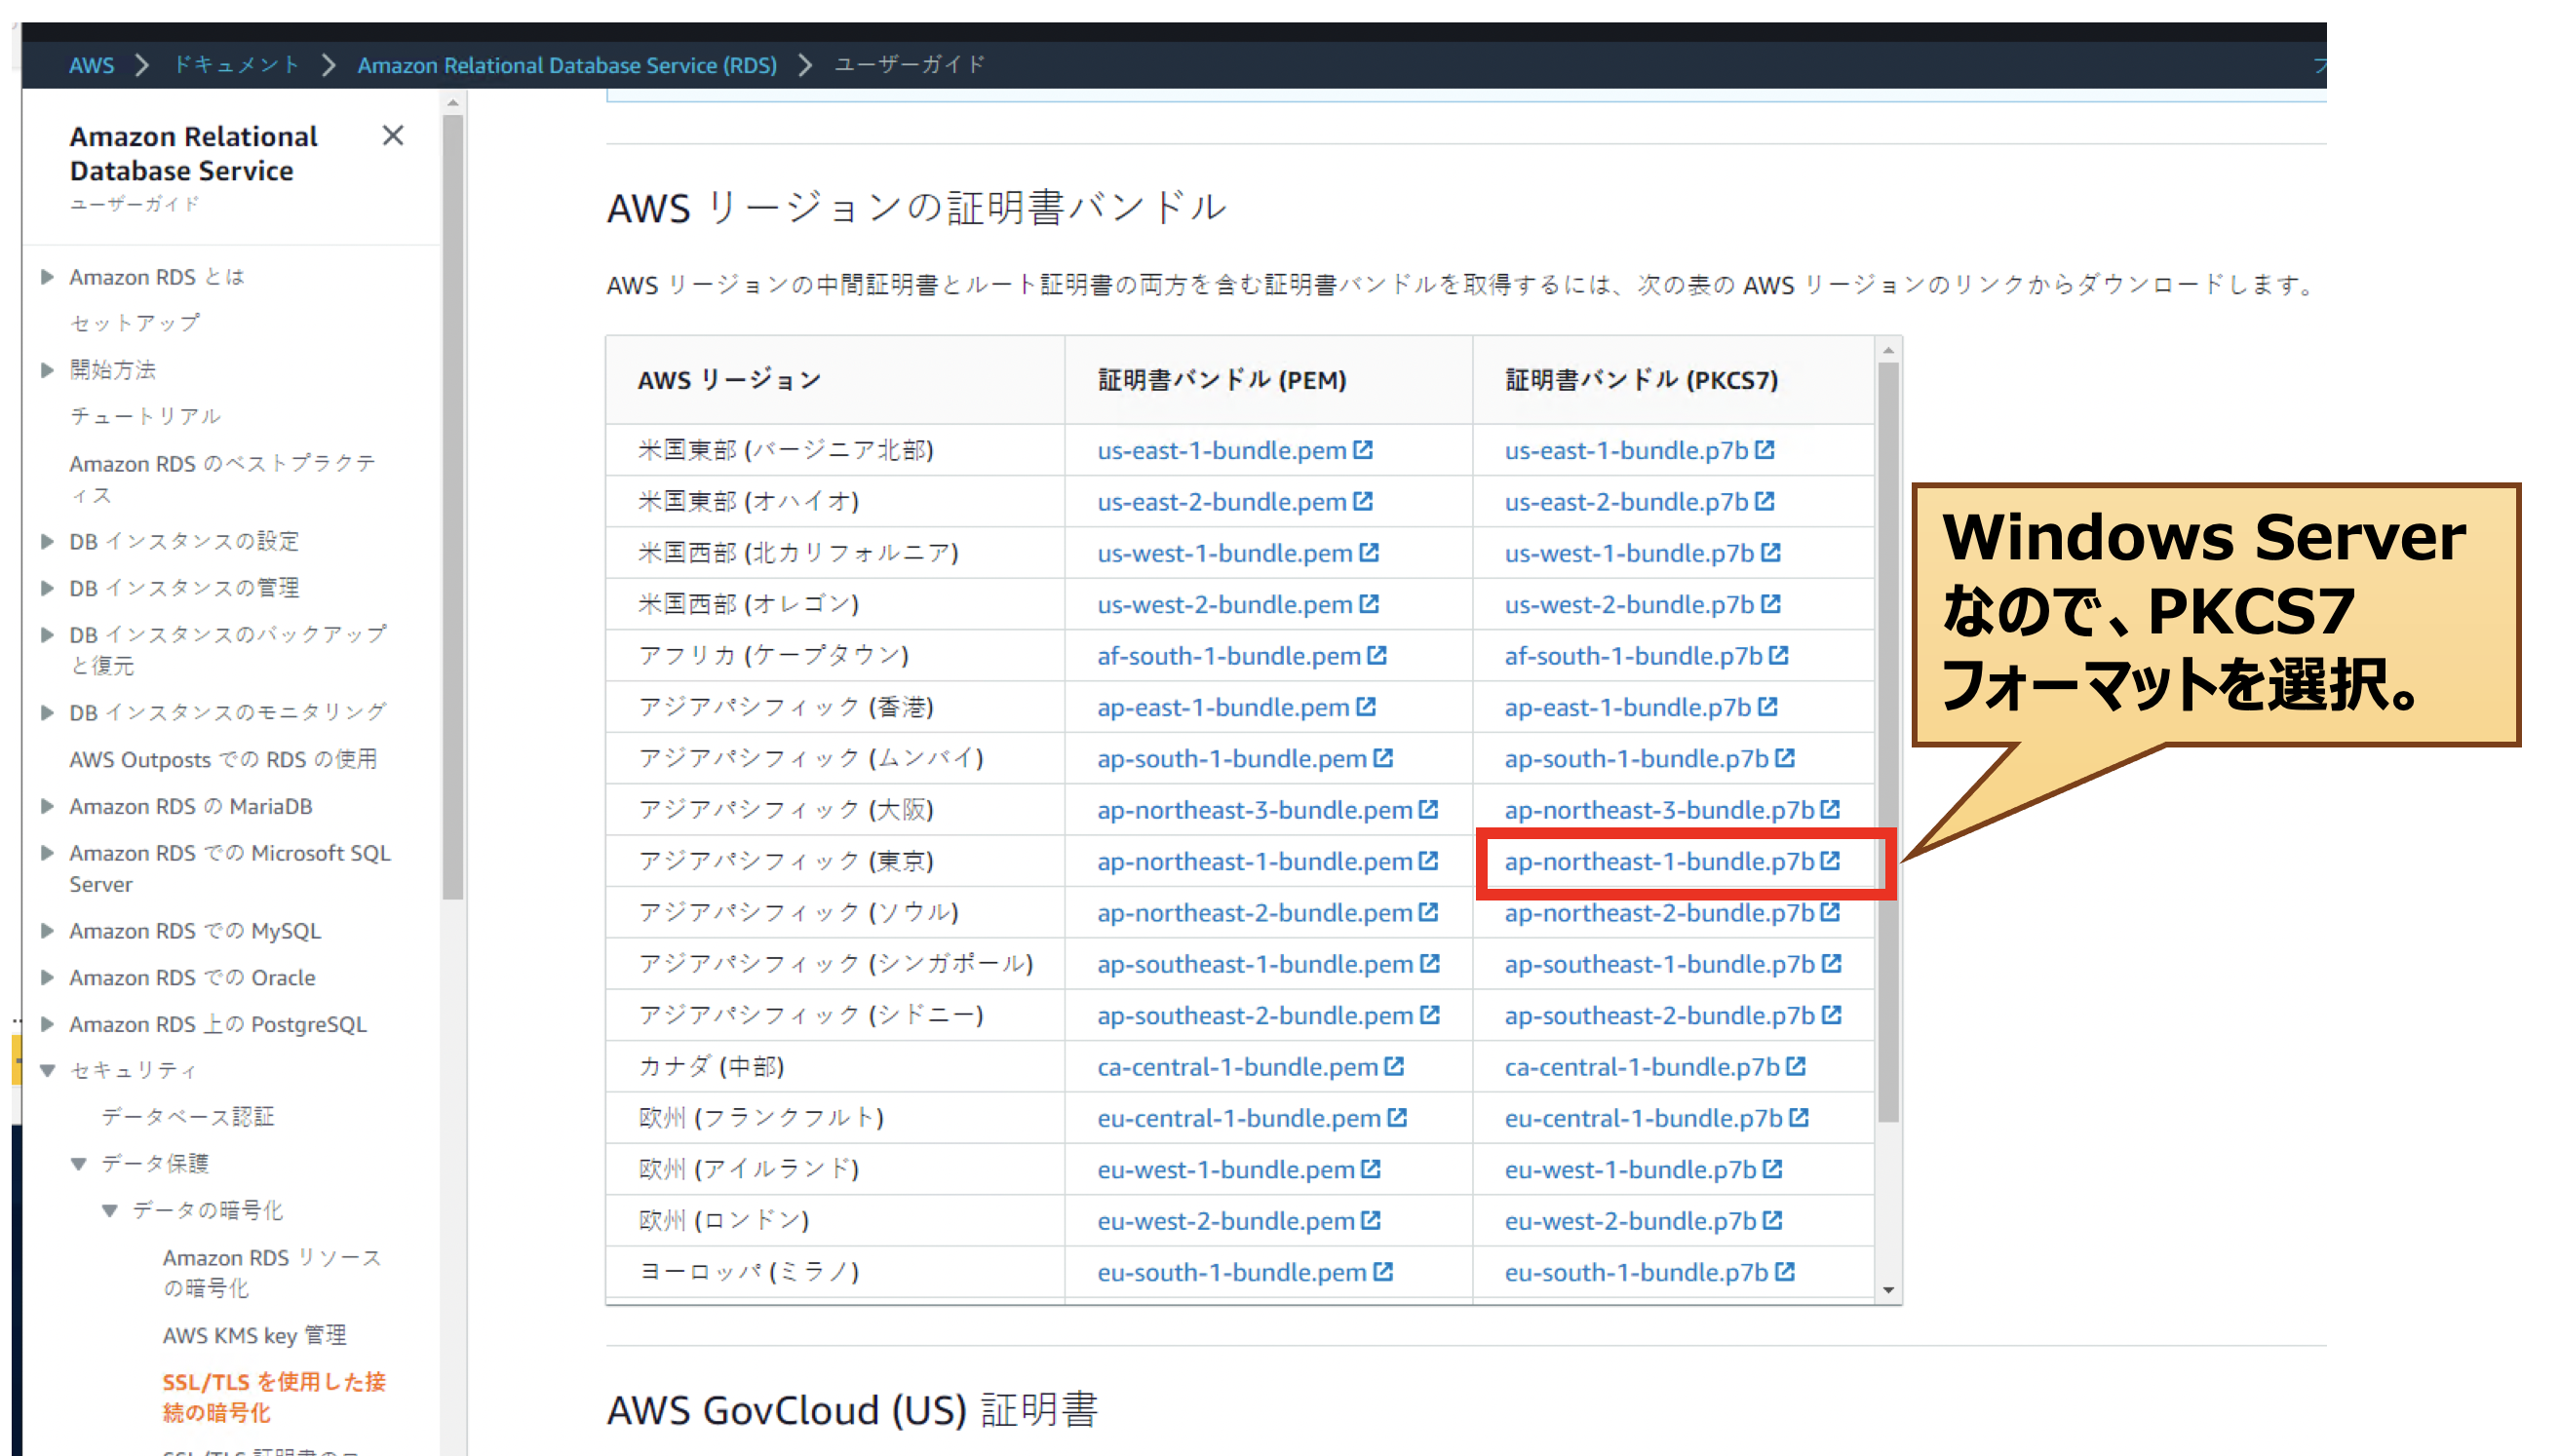 AWS > ドキュメント > Amazon Relational Database Service (RDS) > ユーザーガイド
Amazon Relational
Database Service
ユーザーガイド
Amazon RDS とは
セットアップ
開始方法
チュートリアル
Amazon RDS のベストプラクテ
ィス
DB インスタンスの設定
DB インスタンスの管理
DB インスタンスのバックアップ
と復元
DB インスタンスのモニタリング
AWS Outposts での RDS の使用
Amazon RDS の MariaDB
Amazon RDS での Microsoft SQL
Server
Amazon RDS での MySQL
Amazon RDS での Oracle
Amazon RDS 上の PostgreSQL
セキュリティ
データベース認証
データ保護
データの暗号化
Amazon RDS リソース
の暗号化
AWS KMS key 管理
SSL/TLS を使用した接
続の暗号化
AWS リージョンの証明書バンドル
AWS リージョンの中間証明書とルート証明書の両方を含む証明書バンドルを取得するには、次の表の AWS リージョンのリンクからダウンロードします。
AWS リージョン 証明書バンドル (PEM) 証明書バンドル (PKCS7)
米国東部 (バージニア北部) us-east-1-bundle.pem us-east-1-bundle.p7b
米国東部 (オハイオ) us-east-2-bundle.pem us-east-2-bundle.p7b
米国西部 (北カリフォルニア) us-west-1-bundle.pem us-west-1-bundle.p7b
米国西部 (オレゴン) us-west-2-bundle.pem us-west-2-bundle.p7b
アフリカ (ケープタウン) af-south-1-bundle.pem af-south-1-bundle.p7b
アジアパシフィック (香港) ap-east-1-bundle.pem ap-east-1-bundle.p7b
アジアパシフィック (ムンバイ) ap-south-1-bundle.pem ap-south-1-bundle.p7b
アジアパシフィック (大阪) ap-northeast-3-bundle.pem ap-northeast-3-bundle.p7b
アジアパシフィック (東京) ap-northeast-1-bundle.pem ap-northeast-1-bundle.p7b
アジアパシフィック (ソウル) ap-northeast-2-bundle.pem ap-northeast-2-bundle.p7b
アジアパシフィック (シンガポール) ap-southeast-1-bundle.pem ap-southeast-1-bundle.p7b
アジアパシフィック (シドニー) ap-southeast-2-bundle.pem ap-southeast-2-bundle.p7b
カナダ (中部) ca-central-1-bundle.pem ca-central-1-bundle.p7b
欧州 (フランクフルト) eu-central-1-bundle.pem eu-central-1-bundle.p7b
欧州 (アイルランド) eu-west-1-bundle.pem eu-west-1-bundle.p7b
欧州 (ロンドン) eu-west-2-bundle.pem eu-west-2-bundle.p7b
ヨーロッパ (ミラノ) eu-south-1-bundle.pem eu-south-1-bundle.p7b
AWS GovCloud (US) 証明書
Windows Server
なので、PKCS7
フォーマットを選択。